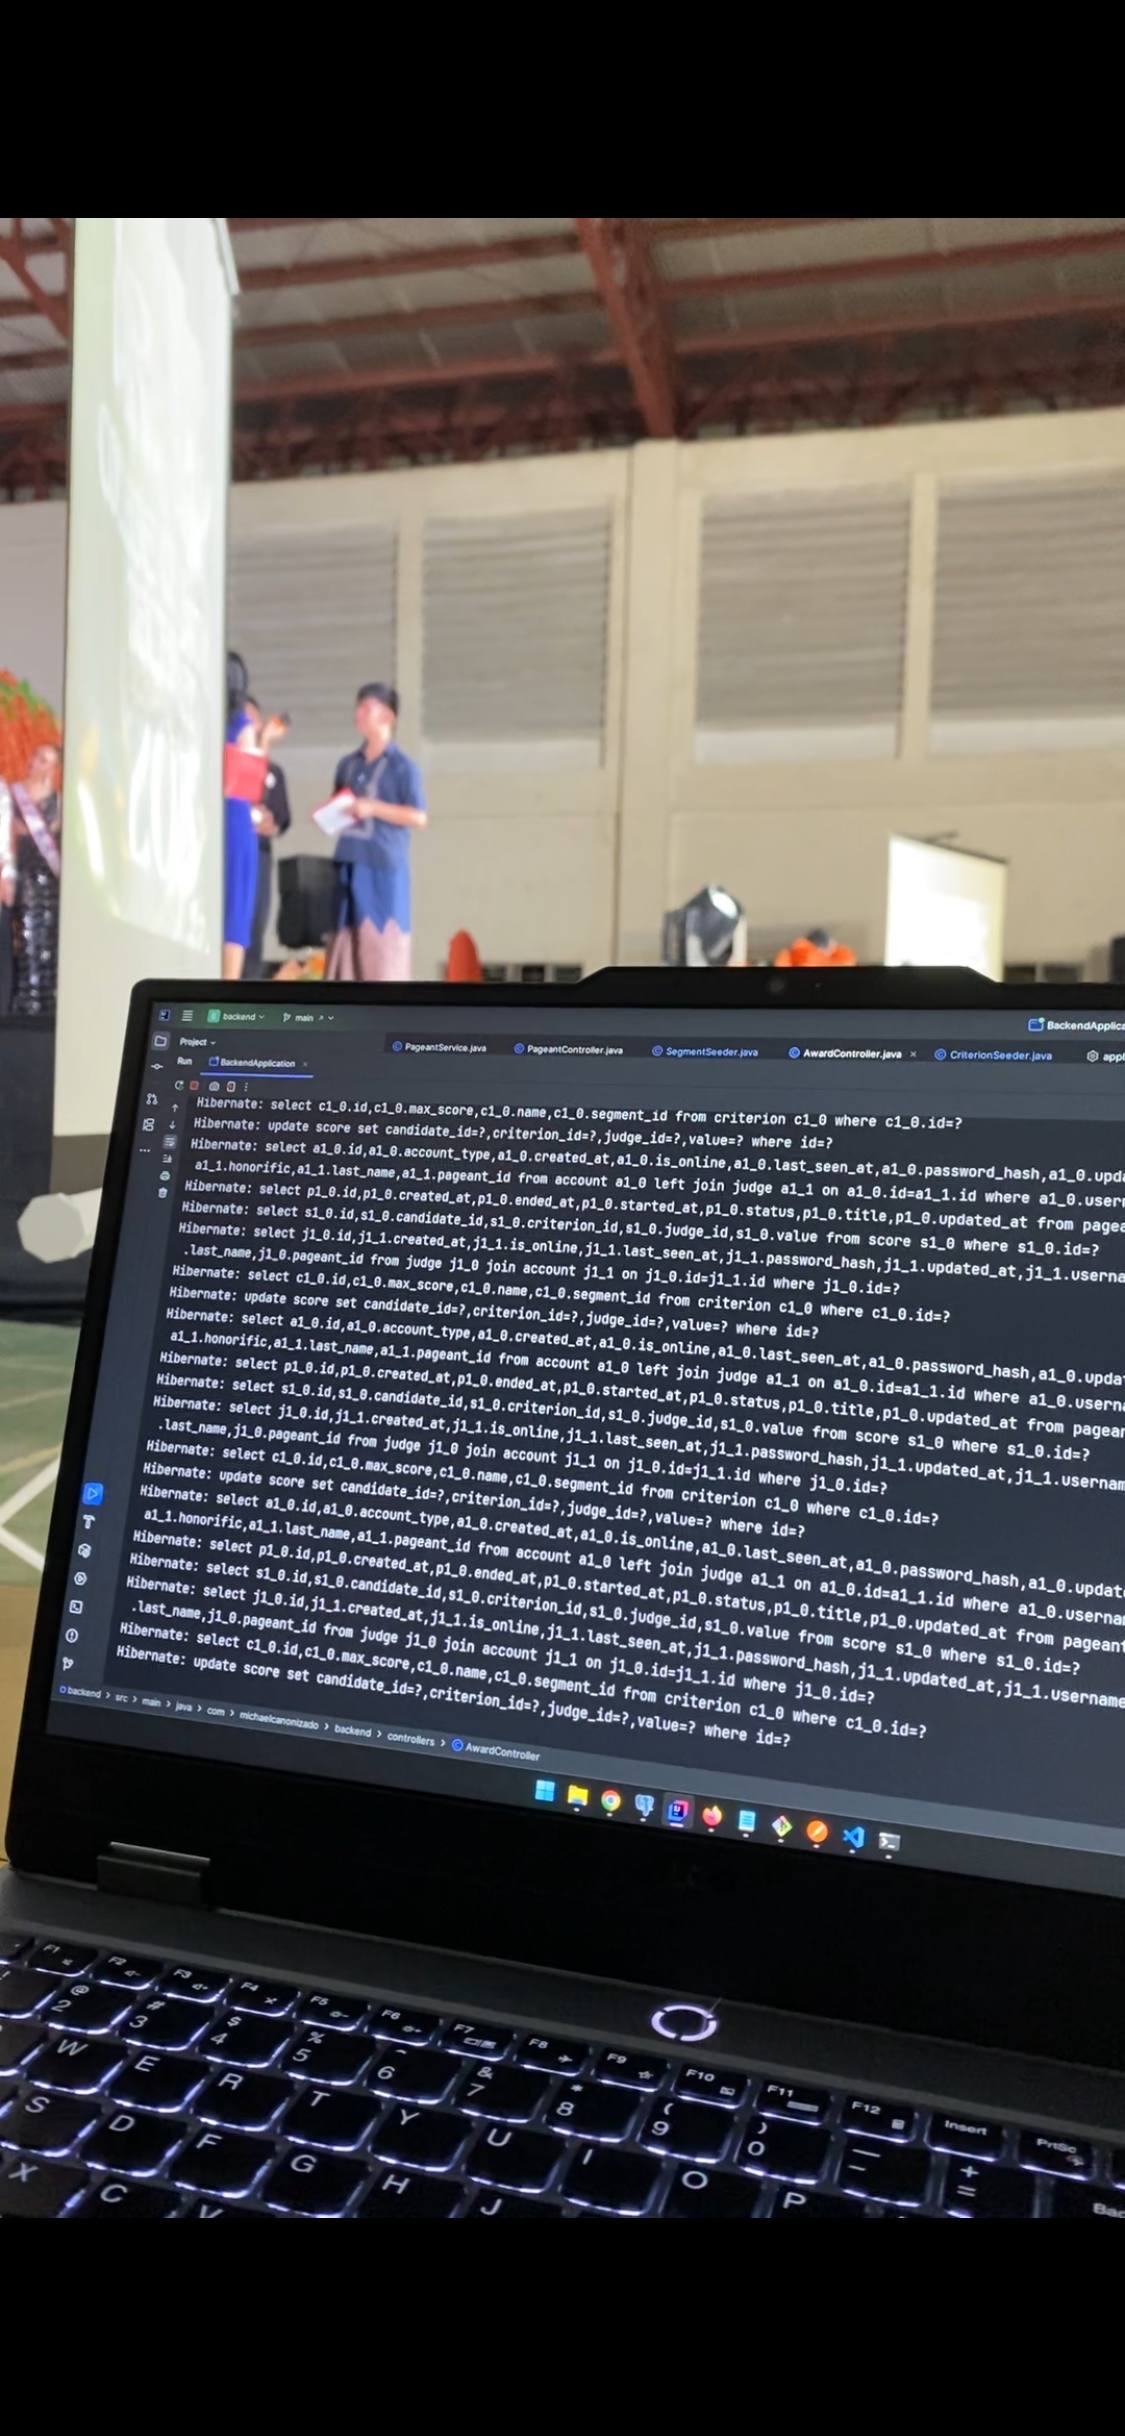 backend
main
BackendApplica
Project
PageantService.java
PageantController.java
SegmentSeeder.java
AwardController.java
CriterionSeeder.java
appl
Run
BackendApplication
Hibernate: select c1_0.id,c1_0.max_score,c1_0.name,c1_0.segment_id from criterion c1_0 where c1_0.id=?
Hibernate: update score set candidate_id=?,criterion_id=?,judge_id=?,value=? where id=?
Hibernate: select a1_0.id,a1_0.account_type,a1_0.created_at,a1_0.is_online,a1_0.last_seen_at,a1_0.password_hash,a1_0.upda
a1_1.honorific,a1_1.last_name,a1_1.pageant_id from account a1_0 left join judge a1_1 on a1_0.id=a1_1.id where a1_0.usern
Hibernate: select p1_0.id,p1_0.created_at,p1_0.ended_at,p1_0.started_at,p1_0.status,p1_0.title,p1_0.updated_at from pagea
Hibernate: select s1_0.id,s1_0.candidate_id,s1_0.criterion_id,s1_0.judge_id,s1_0.value from score s1_0 where s1_0.id=?
Hibernate: select j1_0.id,j1_1.created_at,j1_1.is_online,j1_1.last_seen_at,j1_1.password_hash,j1_1.updated_at,j1_1.userna
.last_name,j1_0.pageant_id from judge j1_0 join account j1_1 on j1_0.id=j1_1.id where j1_0.id=?
Hibernate: select c1_0.id,c1_0.max_score,c1_0.name,c1_0.segment_id from criterion c1_0 where c1_0.id=?
Hibernate: update score set candidate_id=?,criterion_id=?,judge_id=?,value=? where id=?
Hibernate: select a1_0.id,a1_0.account_type,a1_0.created_at,a1_0.is_online,a1_0.last_seen_at,a1_0.password_hash,a1_0.updat
a1_1.honorific,a1_1.last_name,a1_1.pageant_id from account a1_0 left join judge a1_1 on a1_0.id=a1_1.id where a1_0.userna
Hibernate: select p1_0.id,p1_0.created_at,p1_0.ended_at,p1_0.started_at,p1_0.status,p1_0.title,p1_0.updated_at from pagean
Hibernate: select s1_0.id,s1_0.candidate_id,s1_0.criterion_id,s1_0.judge_id,s1_0.value from score s1_0 where s1_0.id=?
Hibernate: select j1_0.id,j1_1.created_at,j1_1.is_online,j1_1.last_seen_at,j1_1.password_hash,j1_1.updated_at,j1_1.usernam
.last_name,j1_0.pageant_id from judge j1_0 join account j1_1 on j1_0.id=j1_1.id where j1_0.id=?
Hibernate: select c1_0.id,c1_0.max_score,c1_0.name,c1_0.segment_id from criterion c1_0 where c1_0.id=?
Hibernate: update score set candidate_id=?,criterion_id=?,judge_id=?,value=? where id=?
Hibernate: select a1_0.id,a1_0.account_type,a1_0.created_at,a1_0.is_online,a1_0.last_seen_at,a1_0.password_hash,a1_0.update
a1_1.honorific,a1_1.last_name,a1_1.pageant_id from account a1_0 left join judge a1_1 on a1_0.id=a1_1.id where a1_0.usernam
Hibernate: select p1_0.id,p1_0.created_at,p1_0.ended_at,p1_0.started_at,p1_0.status,p1_0.title,p1_0.updated_at from pageant
Hibernate: select s1_0.id,s1_0.candidate_id,s1_0.criterion_id,s1_0.judge_id,s1_0.value from score s1_0 where s1_0.id=?
Hibernate: select j1_0.id,j1_1.created_at,j1_1.is_online,j1_1.last_seen_at,j1_1.password_hash,j1_1.updated_at,j1_1.username
.last_name,j1_0.pageant_id from judge j1_0 join account j1_1 on j1_0.id=j1_1.id where j1_0.id=?
Hibernate: select c1_0.id,c1_0.max_score,c1_0.name,c1_0.segment_id from criterion c1_0 where c1_0.id=?
Hibernate: update score set candidate_id=?,criterion_id=?,judge_id=?,value=? where id=?
backend > src > main > java > com > michaelcanonizado > backend > controllers > AwardController
F1 F2 F3 F4 F5 F6 F7 F8 F9 F10 F11 F12 Insert PrtSc
! @ 2 # 3 $ 4 % 5 ^ 6 & 7 * 8 ( 9 ) 0 — - + = Bac
W E R T Y U I O P
S D F G H J
X C V